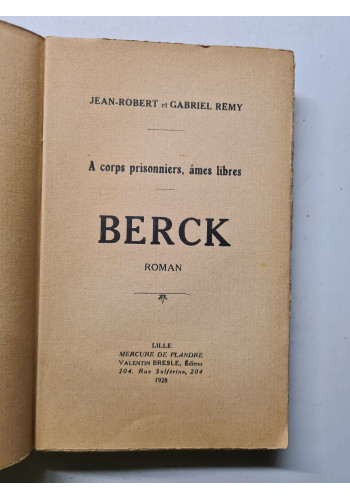 JEAN-ROBERT et GABRIEL REMY
A corps prisonniers, âmes libres
BERCK
ROMAN
LILLE
MERCURE DE FLANDRE
VALENTIN BRESLE, Éditeur
204, Rue Solférino, 204
1928